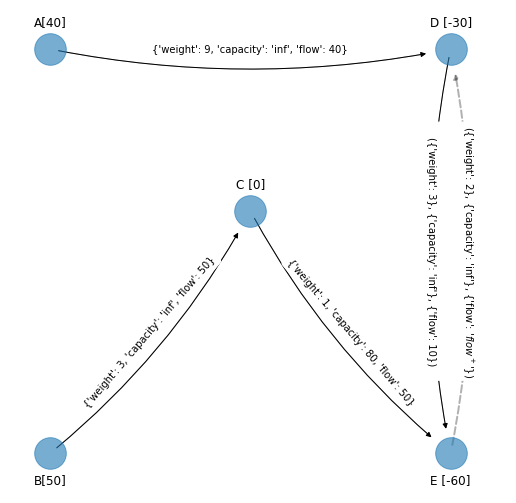 A[40]
D [-30]
{'weight': 9, 'capacity': 'inf', 'flow': 40}
({'weight': 3}, {'capacity': 'inf'}, {'flow': 10})
({'weight': 2}, {'capacity': 'inf'}, {'flow': 'flow⁺'})
C [0]
{'weight': 3, 'capacity': 'inf', 'flow': 50}
{'weight': 1, 'capacity': 80, 'flow': 50}
B[50]
E [-60]